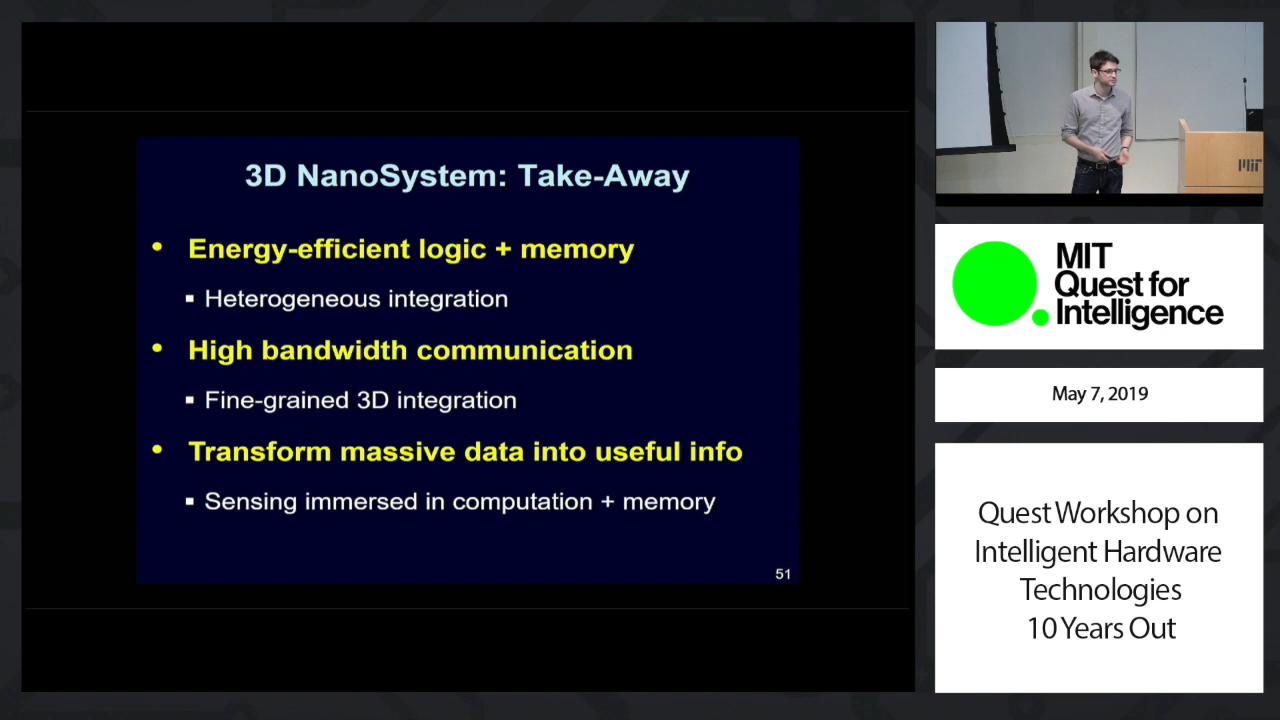 3D NanoSystem: Take-Away
• Energy-efficient logic + memory
▪ Heterogeneous integration
• High bandwidth communication
▪ Fine-grained 3D integration
• Transform massive data into useful info
▪ Sensing immersed in computation + memory
51
MIT
MIT
Quest for
Intelligence
May 7, 2019
Quest Workshop on
Intelligent Hardware
Technologies
10 Years Out